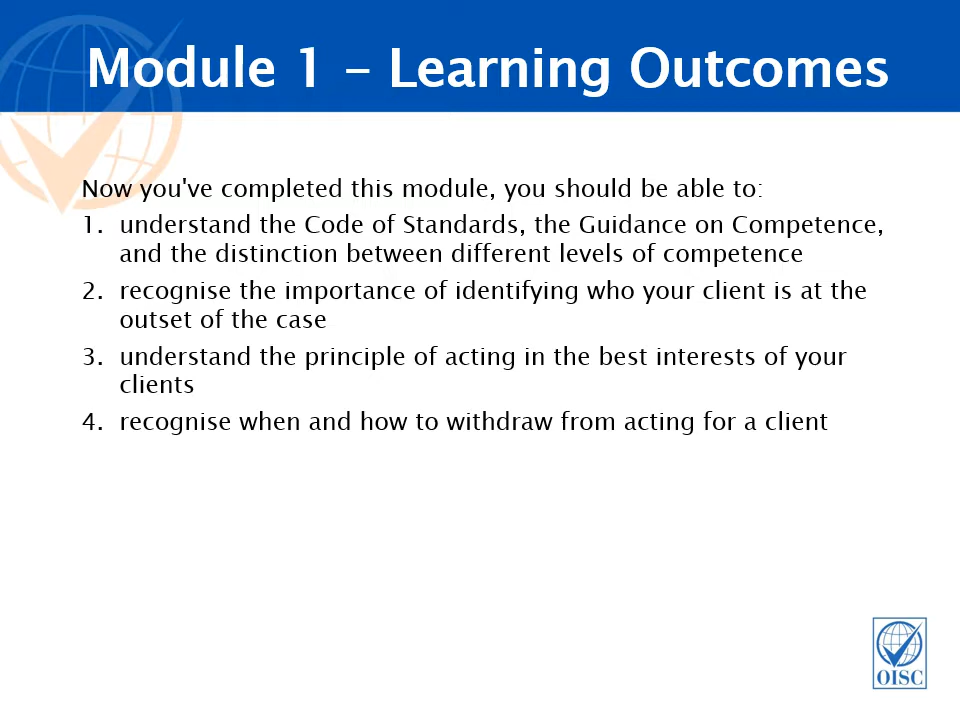 Module 1 – Learning Outcomes
Now you've completed this module, you should be able to:
1. understand the Code of Standards, the Guidance on Competence,
and the distinction between different levels of competence
2. recognise the importance of identifying who your client is at the
outset of the case
3. understand the principle of acting in the best interests of your
clients
4. recognise when and how to withdraw from acting for a client
OISC